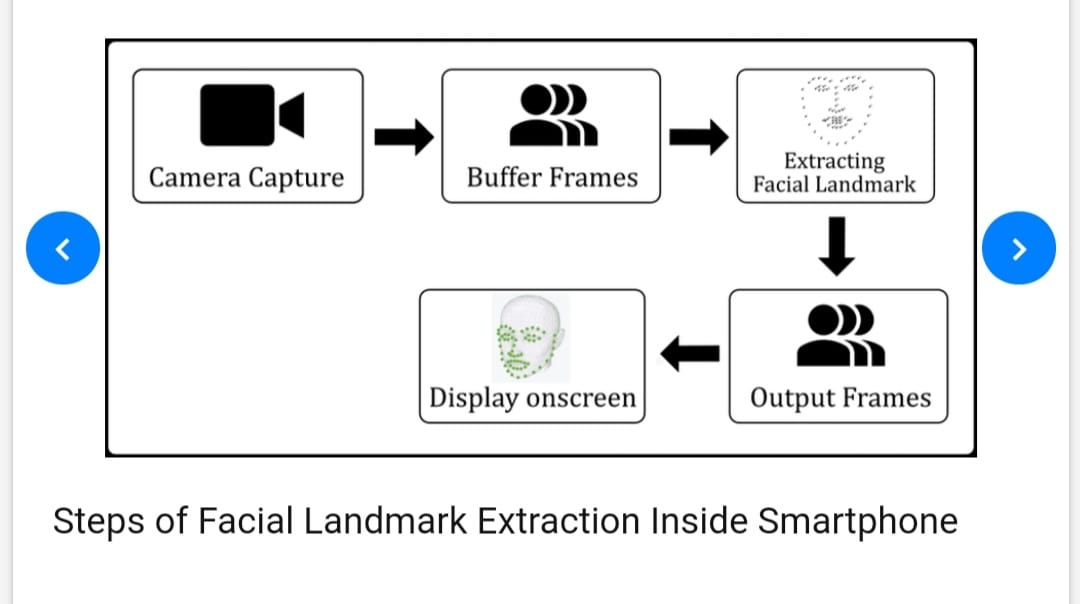 Camera Capture
Buffer Frames
Extracting
Facial Landmark
Output Frames
Display onscreen
Steps of Facial Landmark Extraction Inside Smartphone